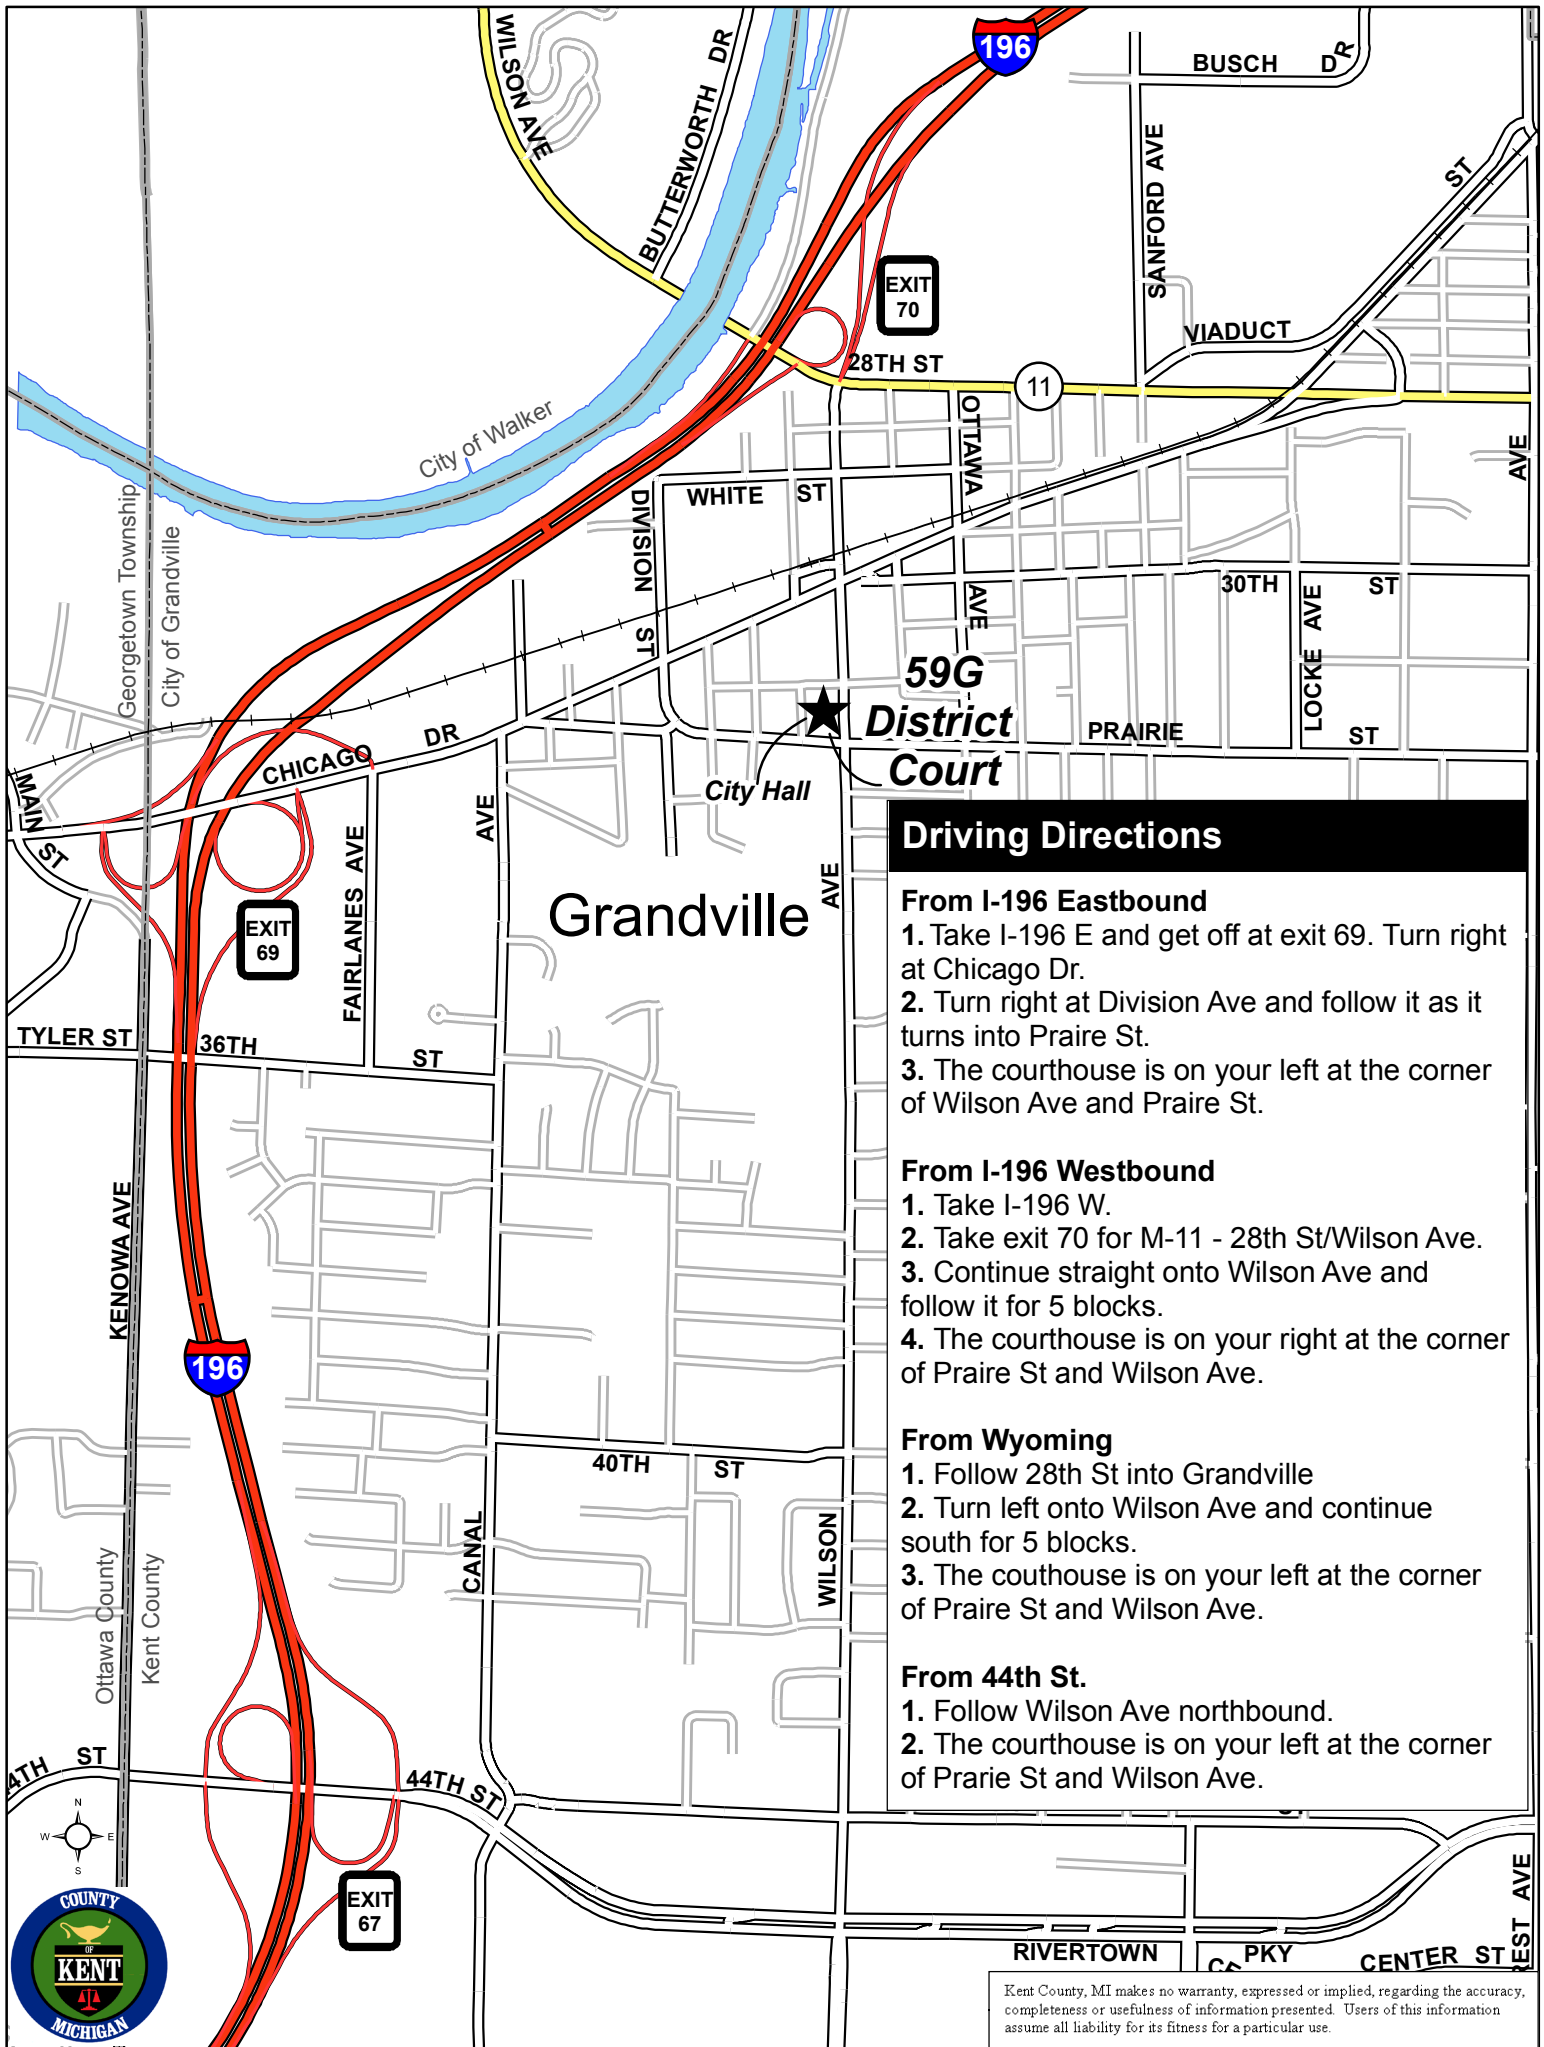 196
WILSON AVE
BUTTERWORTH DR
BUSCH DR
SANFORD AVE
ST
EXIT
70
VIADUCT
28TH ST
11
OTTAWA
AVE
City of Walker
WHITE ST
DIVISION
ST
Georgetown Township
City of Grandville
30TH ST
AVE
LOCKE AVE
59G
District
Court
PRAIRIE ST
City Hall
CHICAGO DR
MAIN
ST
AVE
FAIRLANES AVE
EXIT
69
Grandville
AVE
TYLER ST
36TH ST
KENOWA AVE
196
40TH ST
CANAL
WILSON
Ottawa County
Kent County
Driving Directions
From I-196 Eastbound
1. Take I-196 E and get off at exit 69. Turn right
at Chicago Dr.
2. Turn right at Division Ave and follow it as it
turns into Praire St.
3. The courthouse is on your left at the corner
of Wilson Ave and Praire St.
From I-196 Westbound
1. Take I-196 W.
2. Take exit 70 for M-11 - 28th St/Wilson Ave.
3. Continue straight onto Wilson Ave and
follow it for 5 blocks.
4. The courthouse is on your right at the corner
of Praire St and Wilson Ave.
From Wyoming
1. Follow 28th St into Grandville
2. Turn left onto Wilson Ave and continue
south for 5 blocks.
3. The couthouse is on your left at the corner
of Praire St and Wilson Ave.
From 44th St.
1. Follow Wilson Ave northbound.
2. The courthouse is on your left at the corner
of Prarie St and Wilson Ave.
4TH ST
44TH ST
N
W E
S
EXIT
67
RIVERTOWN PKY
CENTER ST
REST AVE
COUNTY
OF
KENT
MICHIGAN
Kent County, MI makes no warranty, expressed or implied, regarding the accuracy,
completeness or usefulness of information presented. Users of this information
assume all liability for its fitness for a particular use.